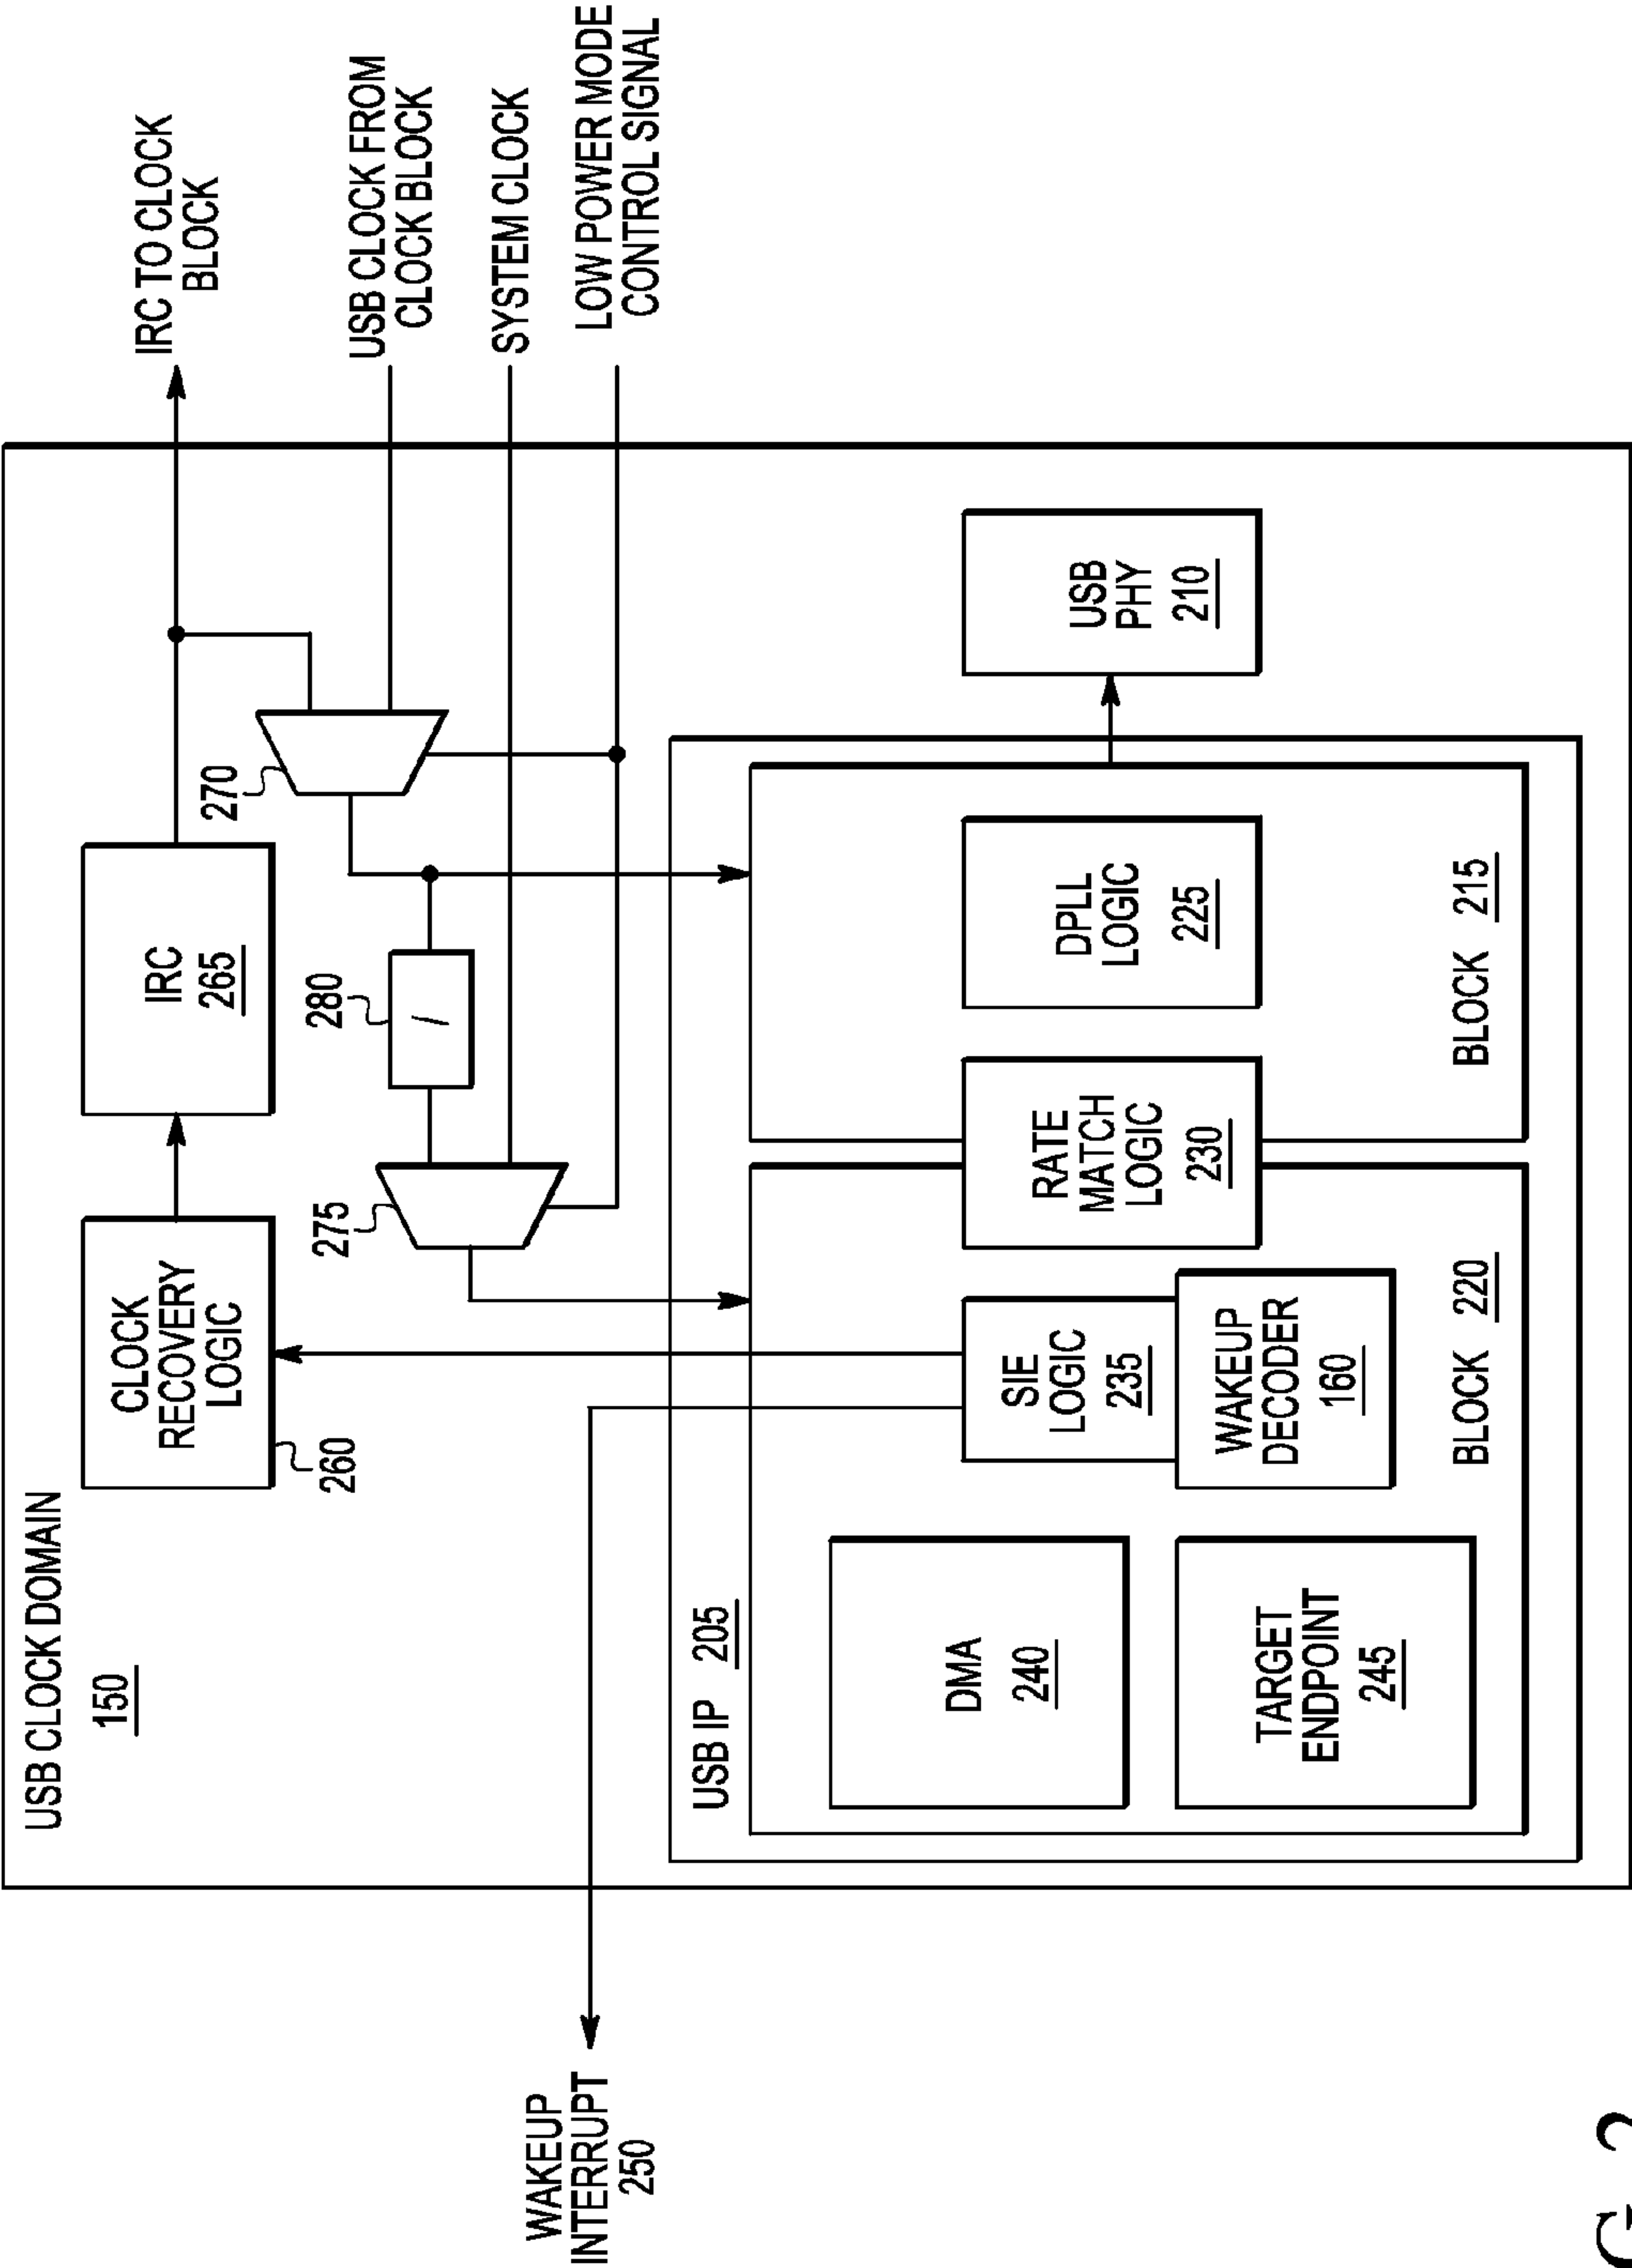 USB CLOCK DOMAIN
150
CLOCK
RECOVERY
LOGIC
260
IRC
265
IRC TO CLOCK
BLOCK
270
USB CLOCK FROM
CLOCK BLOCK
280
/
275
SYSTEM CLOCK
LOW POWER MODE
CONTROL SIGNAL
WAKEUP
INTERRUPT
250
USB IP 205
DMA
240
TARGET
ENDPOINT
245
SIE
LOGIC
235
WAKEUP
DECODER
160
BLOCK 220
RATE
MATCH
LOGIC
230
DPLL
LOGIC
225
BLOCK 215
USB
PHY
210